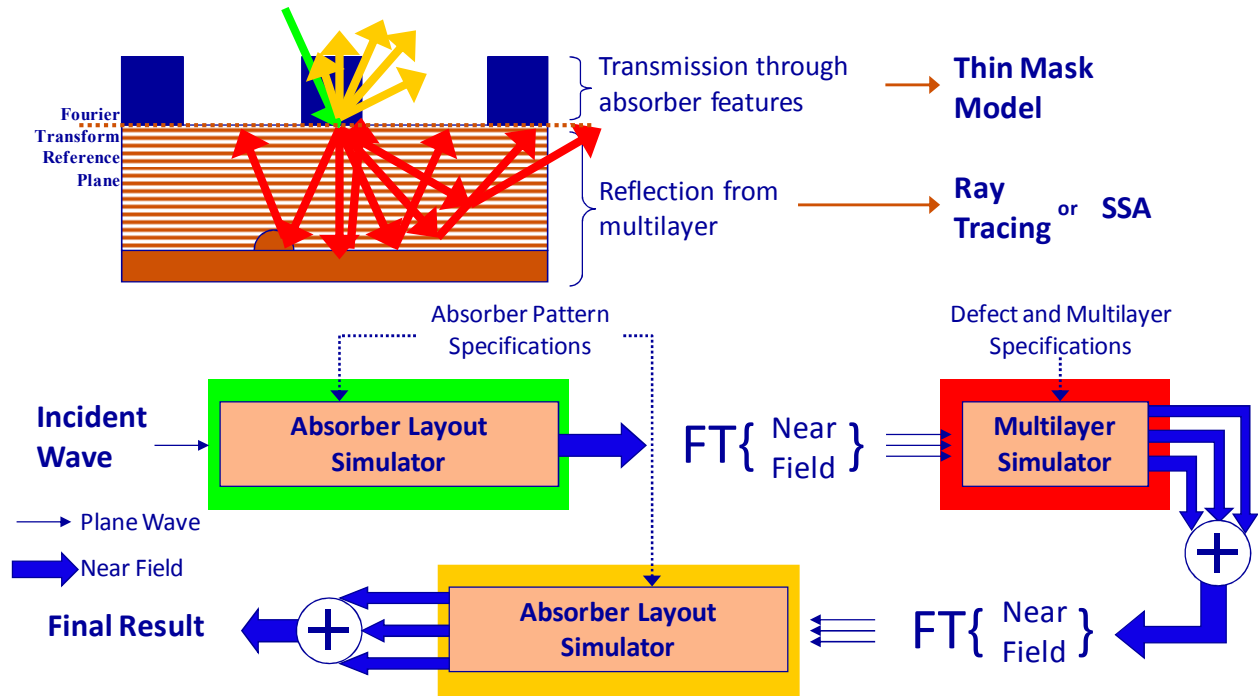 Transmission through
absorber features
Thin Mask
Model
Fourier
Transform
Reference
Plane
Reflection from
multilayer
Ray
Tracing or SSA
Absorber Pattern
Specifications
Defect and Multilayer
Specifications
Incident
Wave
Absorber Layout
Simulator
FT{ Near
Field }
Multilayer
Simulator
Plane Wave
Near Field
Final Result
Absorber Layout
Simulator
FT{ Near
Field }